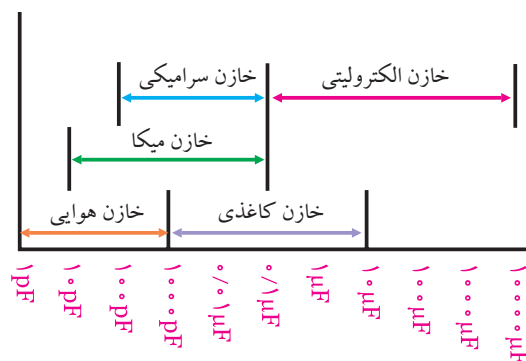 خازن الکترولیتی
خازن سرامیکی
خازن میکا
خازن کاغذی
خازن هوایی
۱pF
۱۰pF
۱۰۰pF
۱۰۰۰pF
۰/۰۱µF
۰/۱µF
۱µF
۱۰µF
۱۰۰µF
۱۰۰۰µF
۱۰۰۰۰µF